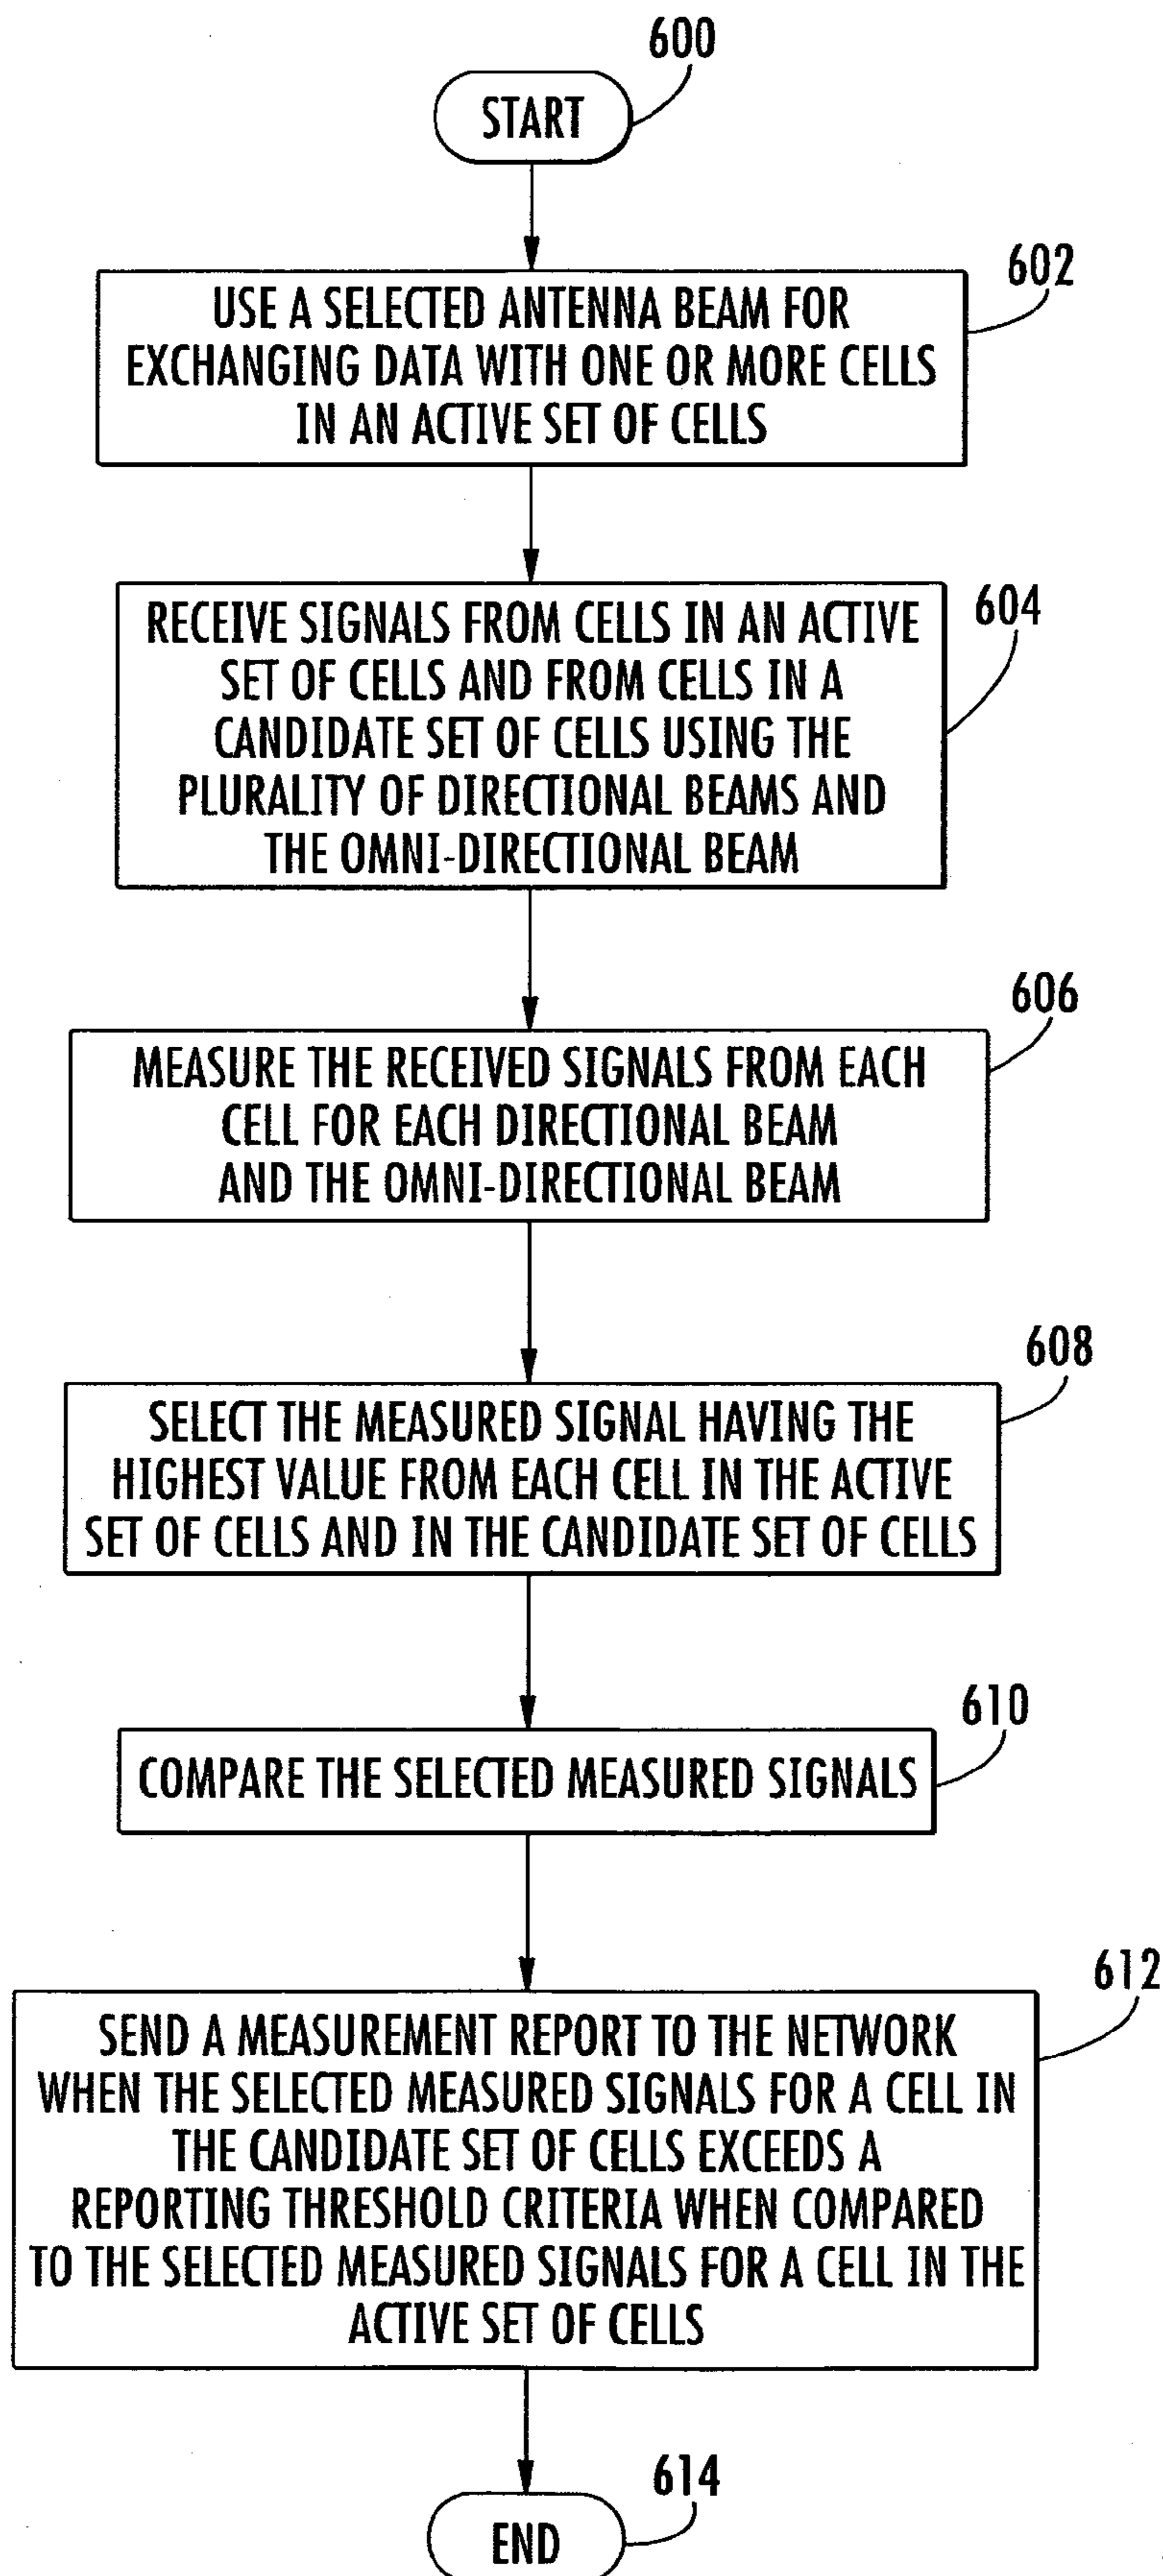 600
START
602
USE A SELECTED ANTENNA BEAM FOR
EXCHANGING DATA WITH ONE OR MORE CELLS
IN AN ACTIVE SET OF CELLS
604
RECEIVE SIGNALS FROM CELLS IN AN ACTIVE
SET OF CELLS AND FROM CELLS IN A
CANDIDATE SET OF CELLS USING THE
PLURALITY OF DIRECTIONAL BEAMS AND
THE OMNI-DIRECTIONAL BEAM
606
MEASURE THE RECEIVED SIGNALS FROM EACH
CELL FOR EACH DIRECTIONAL BEAM
AND THE OMNI-DIRECTIONAL BEAM
608
SELECT THE MEASURED SIGNAL HAVING THE
HIGHEST VALUE FROM EACH CELL IN THE ACTIVE
SET OF CELLS AND IN THE CANDIDATE SET OF CELLS
610
COMPARE THE SELECTED MEASURED SIGNALS
612
SEND A MEASUREMENT REPORT TO THE NETWORK
WHEN THE SELECTED MEASURED SIGNALS FOR A CELL IN
THE CANDIDATE SET OF CELLS EXCEEDS A
REPORTING THRESHOLD CRITERIA WHEN COMPARED
TO THE SELECTED MEASURED SIGNALS FOR A CELL IN THE
ACTIVE SET OF CELLS
614
END